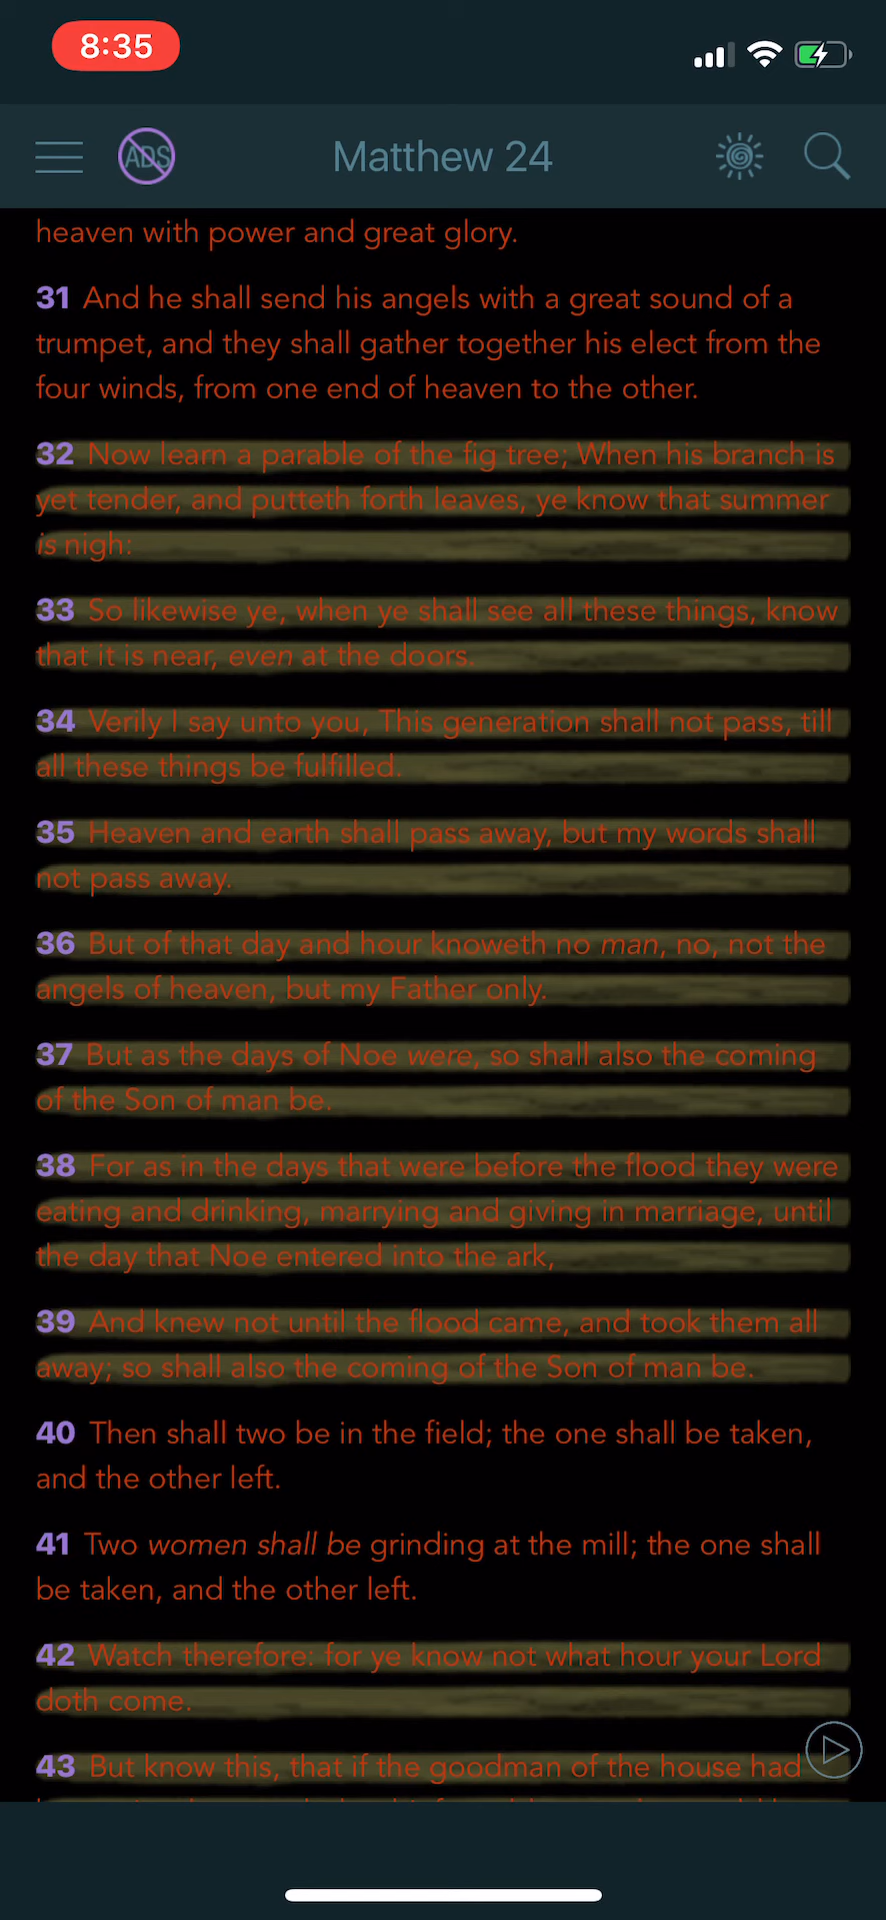 8:35
ADS
Matthew 24
heaven with power and great glory.
31 And he shall send his angels with a great sound of a
trumpet, and they shall gather together his elect from the
four winds, from one end of heaven to the other.
32 Now learn a parable of the fig tree; When his branch is
yet tender, and putteth forth leaves, ye know that summer
is nigh:
33 So likewise ye, when ye shall see all these things, know
that it is near, even at the doors.
34 Verily I say unto you, This generation shall not pass, till
all these things be fulfilled.
35 Heaven and earth shall pass away, but my words shall
not pass away.
36 But of that day and hour knoweth no man, no, not the
angels of heaven, but my Father only.
37 But as the days of Noe were, so shall also the coming
of the Son of man be.
38 For as in the days that were before the flood they were
eating and drinking, marrying and giving in marriage, until
the day that Noe entered into the ark,
39 And knew not until the flood came, and took them all
away; so shall also the coming of the Son of man be.
40 Then shall two be in the field; the one shall be taken,
and the other left.
41 Two women shall be grinding at the mill; the one shall
be taken, and the other left.
42 Watch therefore: for ye know not what hour your Lord
doth come.
43 But know this, that if the goodman of the house had